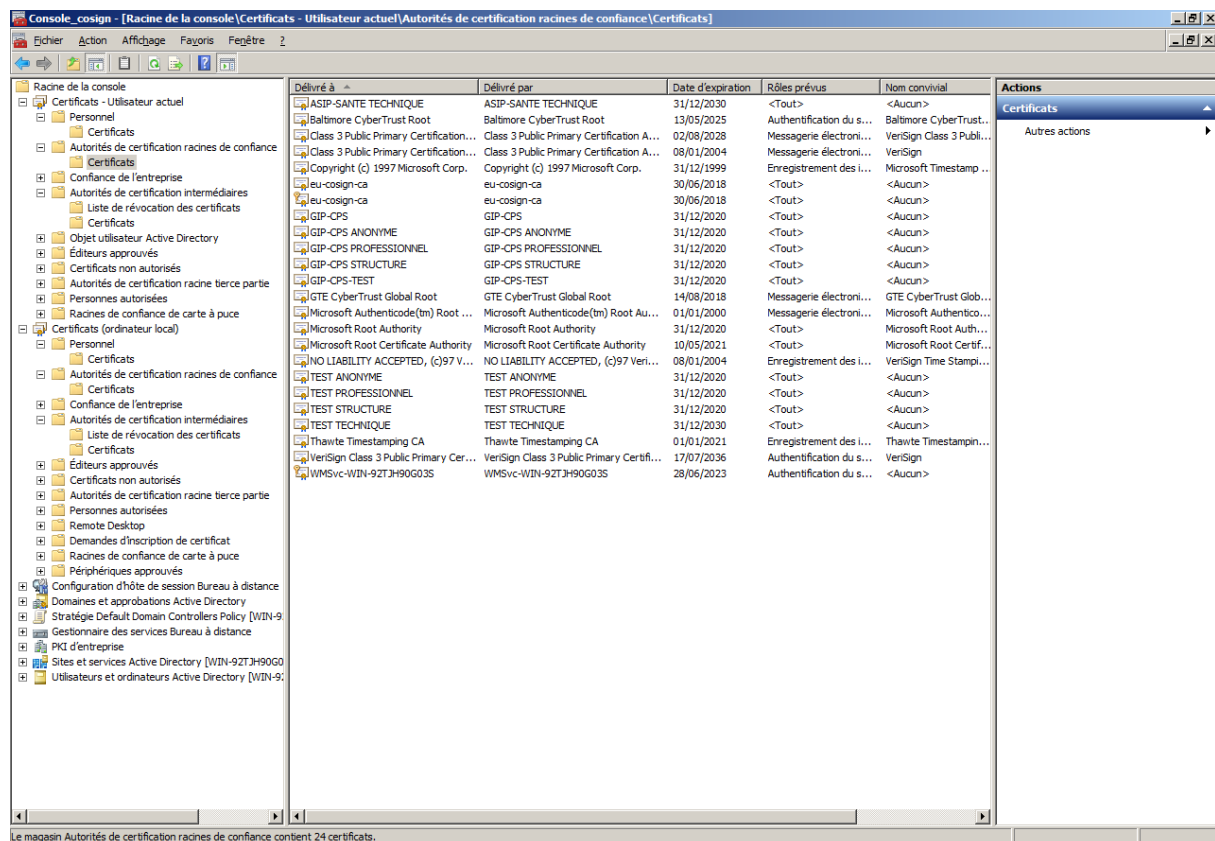 Console_cosign - [Racine de la console\Certificats - Utilisateur actuel\Autorités de certification racines de confiance\Certificats]
Fichier Action Affichage Favoris Fenêtre ?
Racine de la console
Certificats - Utilisateur actuel
Personnel
Certificats
Autorités de certification racines de confiance
Certificats
Confiance de l'entreprise
Autorités de certification intermédiaires
Liste de révocation des certificats
Certificats
Objet utilisateur Active Directory
Éditeurs approuvés
Certificats non autorisés
Autorités de certification racine tierce partie
Personnes autorisées
Racines de confiance de carte à puce
Certificats (ordinateur local)
Personnel
Certificats
Autorités de certification racines de confiance
Certificats
Confiance de l'entreprise
Autorités de certification intermédiaires
Liste de révocation des certificats
Certificats
Éditeurs approuvés
Certificats non autorisés
Autorités de certification racine tierce partie
Personnes autorisées
Remote Desktop
Demandes d'inscription de certificat
Racines de confiance de carte à puce
Périphériques approuvés
Configuration d'hôte de session Bureau à distance
Domaines et approbations Active Directory
Stratégie Default Domain Controllers Policy [WIN-9
Gestionnaire des services Bureau à distance
PKI d'entreprise
Sites et services Active Directory [WIN-92TJH90G0
Utilisateurs et ordinateurs Active Directory [WIN-92
Délivré à Délivré par Date d'expiration Rôles prévus Nom convivial
ASIP-SANTE TECHNIQUE ASIP-SANTE TECHNIQUE 31/12/2030 <Tout> <Aucun>
Baltimore CyberTrust Root Baltimore CyberTrust Root 13/05/2025 Authentification du s... Baltimore CyberTrust...
Class 3 Public Primary Certification... Class 3 Public Primary Certification A... 02/08/2028 Messagerie électroni... VeriSign Class 3 Publi...
Class 3 Public Primary Certification... Class 3 Public Primary Certification A... 08/01/2004 Messagerie électroni... VeriSign
Copyright (c) 1997 Microsoft Corp. Copyright (c) 1997 Microsoft Corp. 31/12/1999 Enregistrement des i... Microsoft Timestamp ...
eu-cosign-ca eu-cosign-ca 30/06/2018 <Tout> <Aucun>
eu-cosign-ca eu-cosign-ca 30/06/2018 <Tout> <Aucun>
GIP-CPS GIP-CPS 31/12/2020 <Tout> <Aucun>
GIP-CPS ANONYME GIP-CPS ANONYME 31/12/2020 <Tout> <Aucun>
GIP-CPS PROFESSIONNEL GIP-CPS PROFESSIONNEL 31/12/2020 <Tout> <Aucun>
GIP-CPS STRUCTURE GIP-CPS STRUCTURE 31/12/2020 <Tout> <Aucun>
GIP-CPS-TEST GIP-CPS-TEST 31/12/2020 <Tout> <Aucun>
GTE CyberTrust Global Root GTE CyberTrust Global Root 14/08/2018 Messagerie électroni... GTE CyberTrust Glob...
Microsoft Authenticode(tm) Root ... Microsoft Authenticode(tm) Root Au... 01/01/2000 Messagerie électroni... Microsoft Authentico...
Microsoft Root Authority Microsoft Root Authority 31/12/2020 <Tout> Microsoft Root Auth...
Microsoft Root Certificate Authority Microsoft Root Certificate Authority 10/05/2021 <Tout> Microsoft Root Certif...
NO LIABILITY ACCEPTED, (c)97 V... NO LIABILITY ACCEPTED, (c)97 Veri... 08/01/2004 Enregistrement des i... VeriSign Time Stampi...
TEST ANONYME TEST ANONYME 31/12/2020 <Tout> <Aucun>
TEST PROFESSIONNEL TEST PROFESSIONNEL 31/12/2020 <Tout> <Aucun>
TEST STRUCTURE TEST STRUCTURE 31/12/2020 <Tout> <Aucun>
TEST TECHNIQUE TEST TECHNIQUE 31/12/2030 <Tout> <Aucun>
Thawte Timestamping CA Thawte Timestamping CA 01/01/2021 Enregistrement des i... Thawte Timestampin...
VeriSign Class 3 Public Primary Cer... VeriSign Class 3 Public Primary Certifi... 17/07/2036 Authentification du s... VeriSign
WMSvc-WIN-92TJH90G03S WMSvc-WIN-92TJH90G03S 28/06/2023 Authentification du s... <Aucun>
Actions
Certificats
Autres actions
Le magasin Autorités de certification racines de confiance contient 24 certificats.